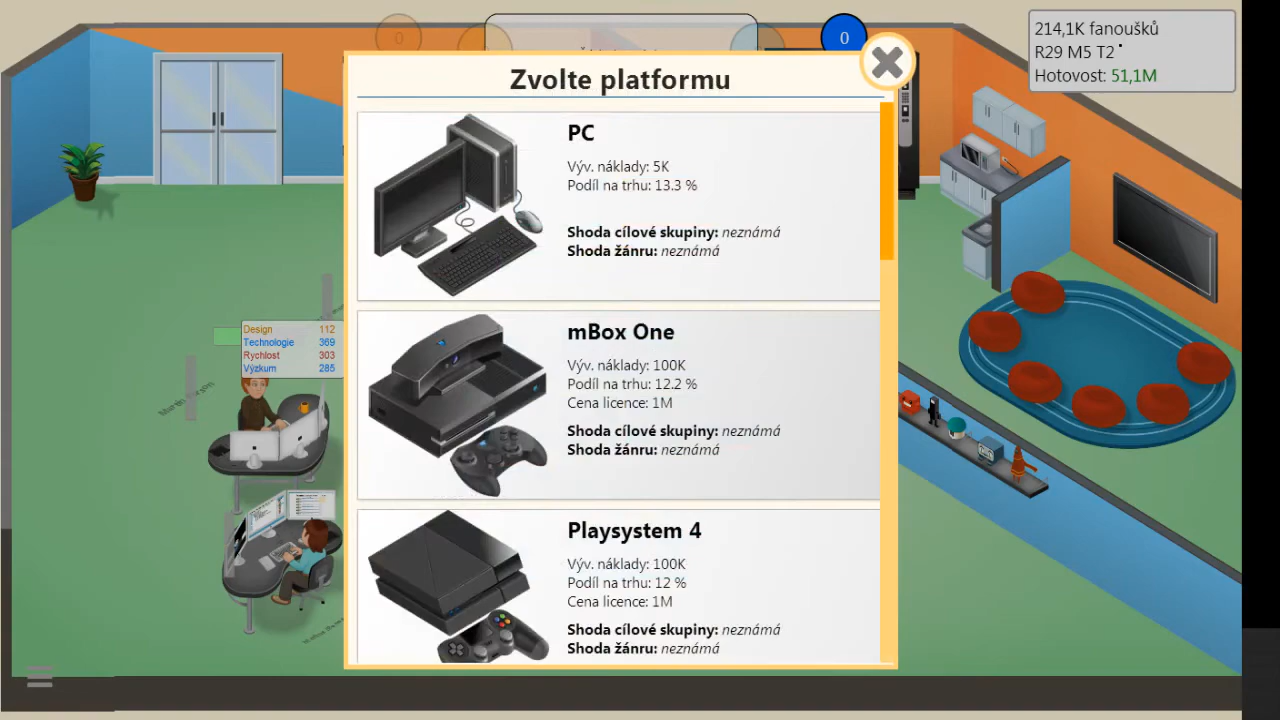 0
0
214,1K fanoušků
R29 M5 T2
Hotovost: 51,1M
Zvolte platformu
PC
Výv. náklady: 5K
Podíl na trhu: 13.3 %
Shoda cílové skupiny: neznámá
Shoda žánru: neznámá
mBox One
Výv. náklady: 100K
Podíl na trhu: 12.2 %
Cena licence: 1M
Shoda cílové skupiny: neznámá
Shoda žánru: neznámá
Playsystem 4
Výv. náklady: 100K
Podíl na trhu: 12 %
Cena licence: 1M
Shoda cílové skupiny: neznámá
Shoda žánru: neznámá
Design 112
Technologie 369
Rychlost 303
Výzkum 285